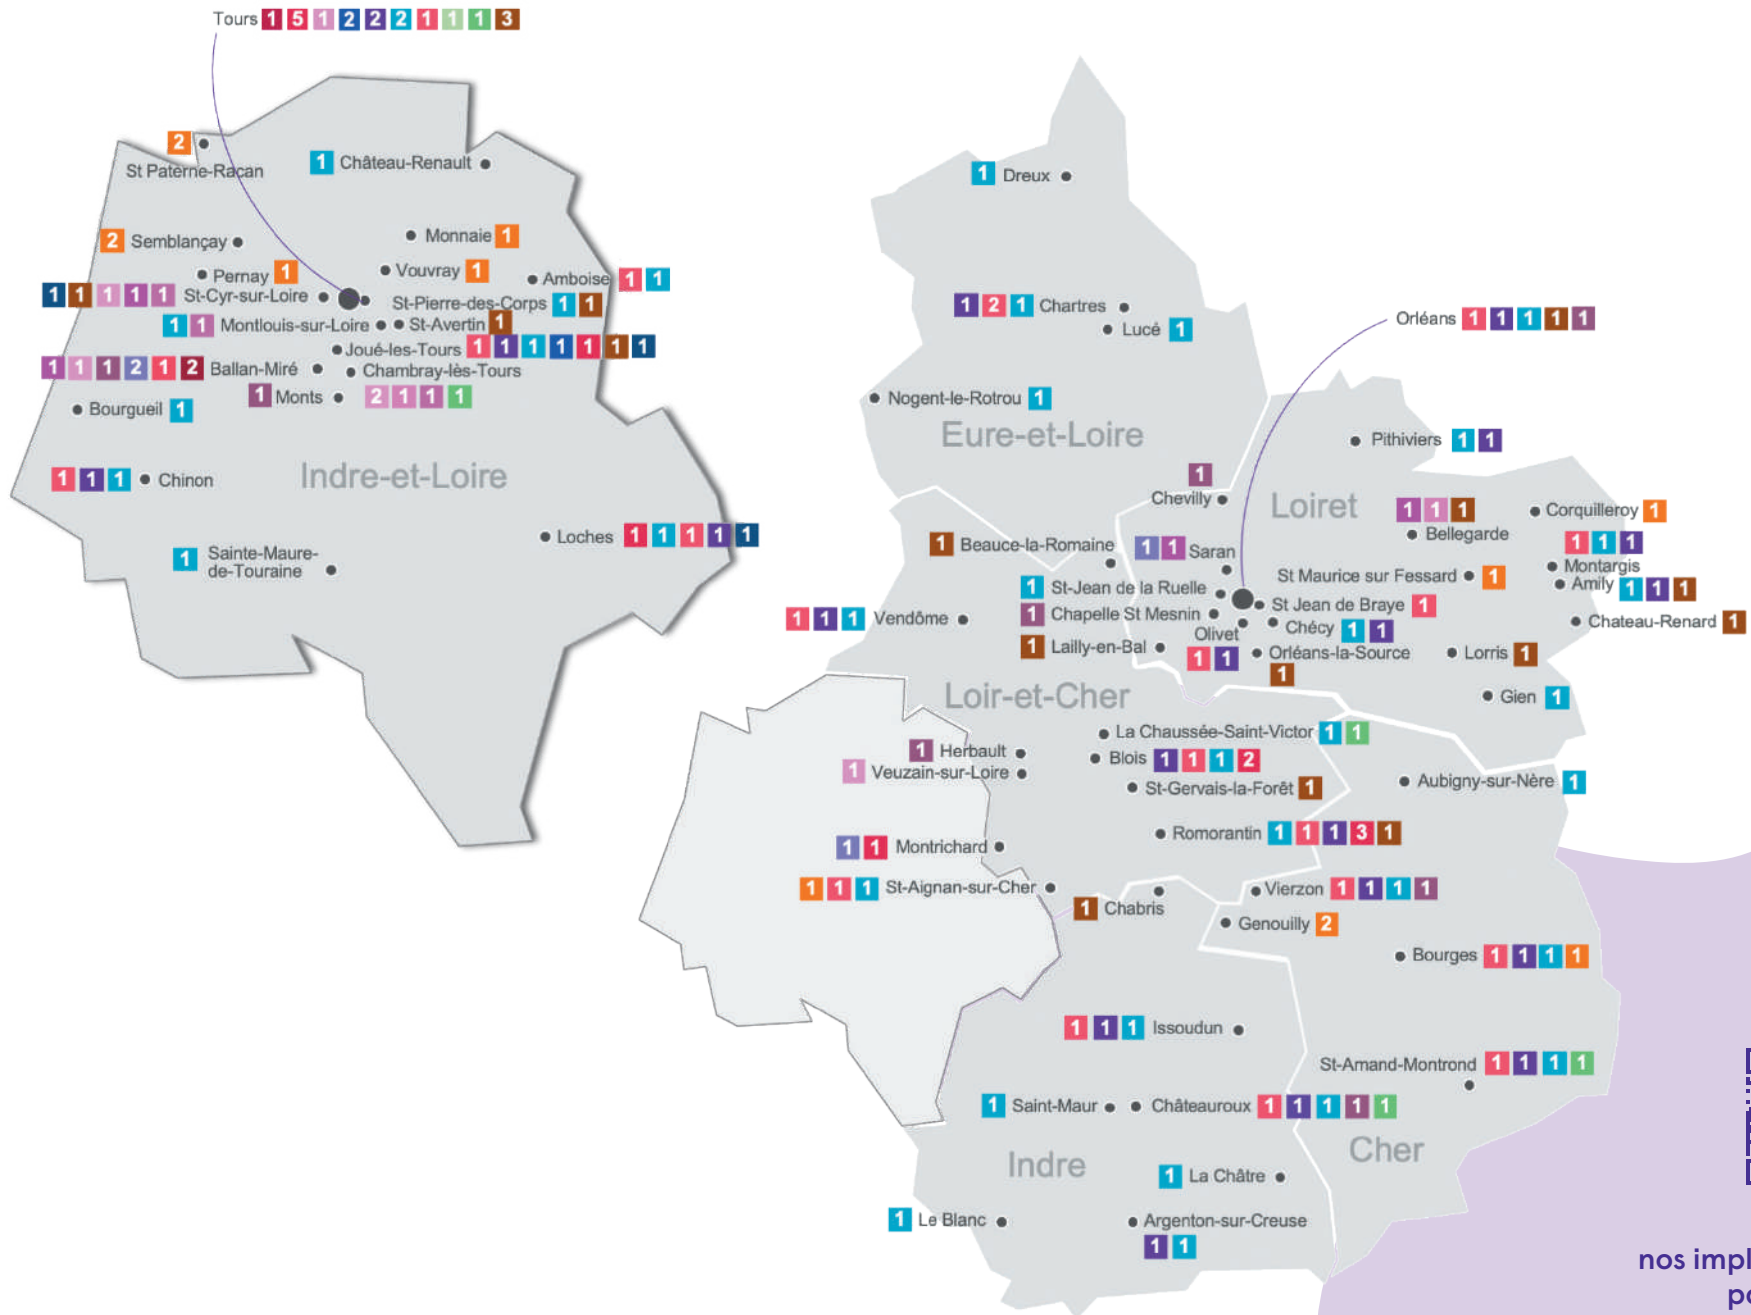 Tours 1 5 1 2 2 2 1 1 1 3
2
St Paterne-Racan
1 Château-Renault
2 Semblançay
Monnaie 1
Pernay 1
Vouvray 1
Amboise 1 1
1 1 1 1 1 St-Cyr-sur-Loire
St-Pierre-des-Corps 1 1
1 1 Montlouis-sur-Loire
St-Avertin 1
Joué-les-Tours 1 1 1 1 1 1 1
1 1 1 2 1 2 Ballan-Miré
Chambray-lès-Tours
2 1 1 1
1 Monts
Bourgueil 1
1 1 1 Chinon
Indre-et-Loire
Loches 1 1 1 1 1
1 Sainte-Maure-
de-Touraine
1 Dreux
1 2 1 Chartres
Lucé 1
Nogent-le-Rotrou 1
Eure-et-Loire
Orléans 1 1 1 1 1
Pithiviers 1 1
1
Chevilly
Loiret
1 1 1
Bellegarde
Corquilleroy 1
1 1 1
Montargis
Amily 1 1 1
1 Beauce-la-Romaine
1 1 Saran
St Maurice sur Fessard 1
1 St-Jean de la Ruelle
St Jean de Braye 1
1 Chapelle St Mesnin
Chateau-Renard 1
1 1 1 Vendôme
Olivet
1 1
Chécy 1 1
1 Lailly-en-Bal
Orléans-la-Source
1
Lorris 1
Gien 1
Loir-et-Cher
La Chaussée-Saint-Victor 1 1
1 Herbault
Blois 1 1 1 2
1 Veuzain-sur-Loire
St-Gervais-la-Forêt 1
Aubigny-sur-Nère 1
Romorantin 1 1 1 3 1
1 1 Montrichard
1 1 1 St-Aignan-sur-Cher
Vierzon 1 1 1 1
1 Chabris
Genouilly 2
Bourges 1 1 1 1
1 1 1 Issoudun
St-Amand-Montrond 1 1 1 1
1 Saint-Maur
Châteauroux 1 1 1 1 1
Cher
Indre
1 La Châtre
1 Le Blanc
Argenton-sur-Creuse
1 1
nos impl
po